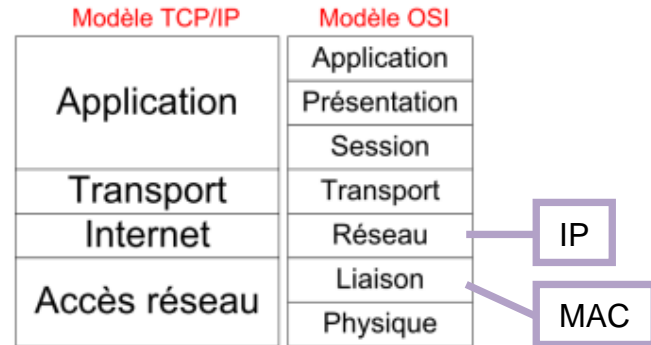 Modèle TCP/IP
Modèle OSI
Application
Transport
Internet
Accès réseau
Application
Présentation
Session
Transport
Réseau
Liaison
Physique
IP
MAC